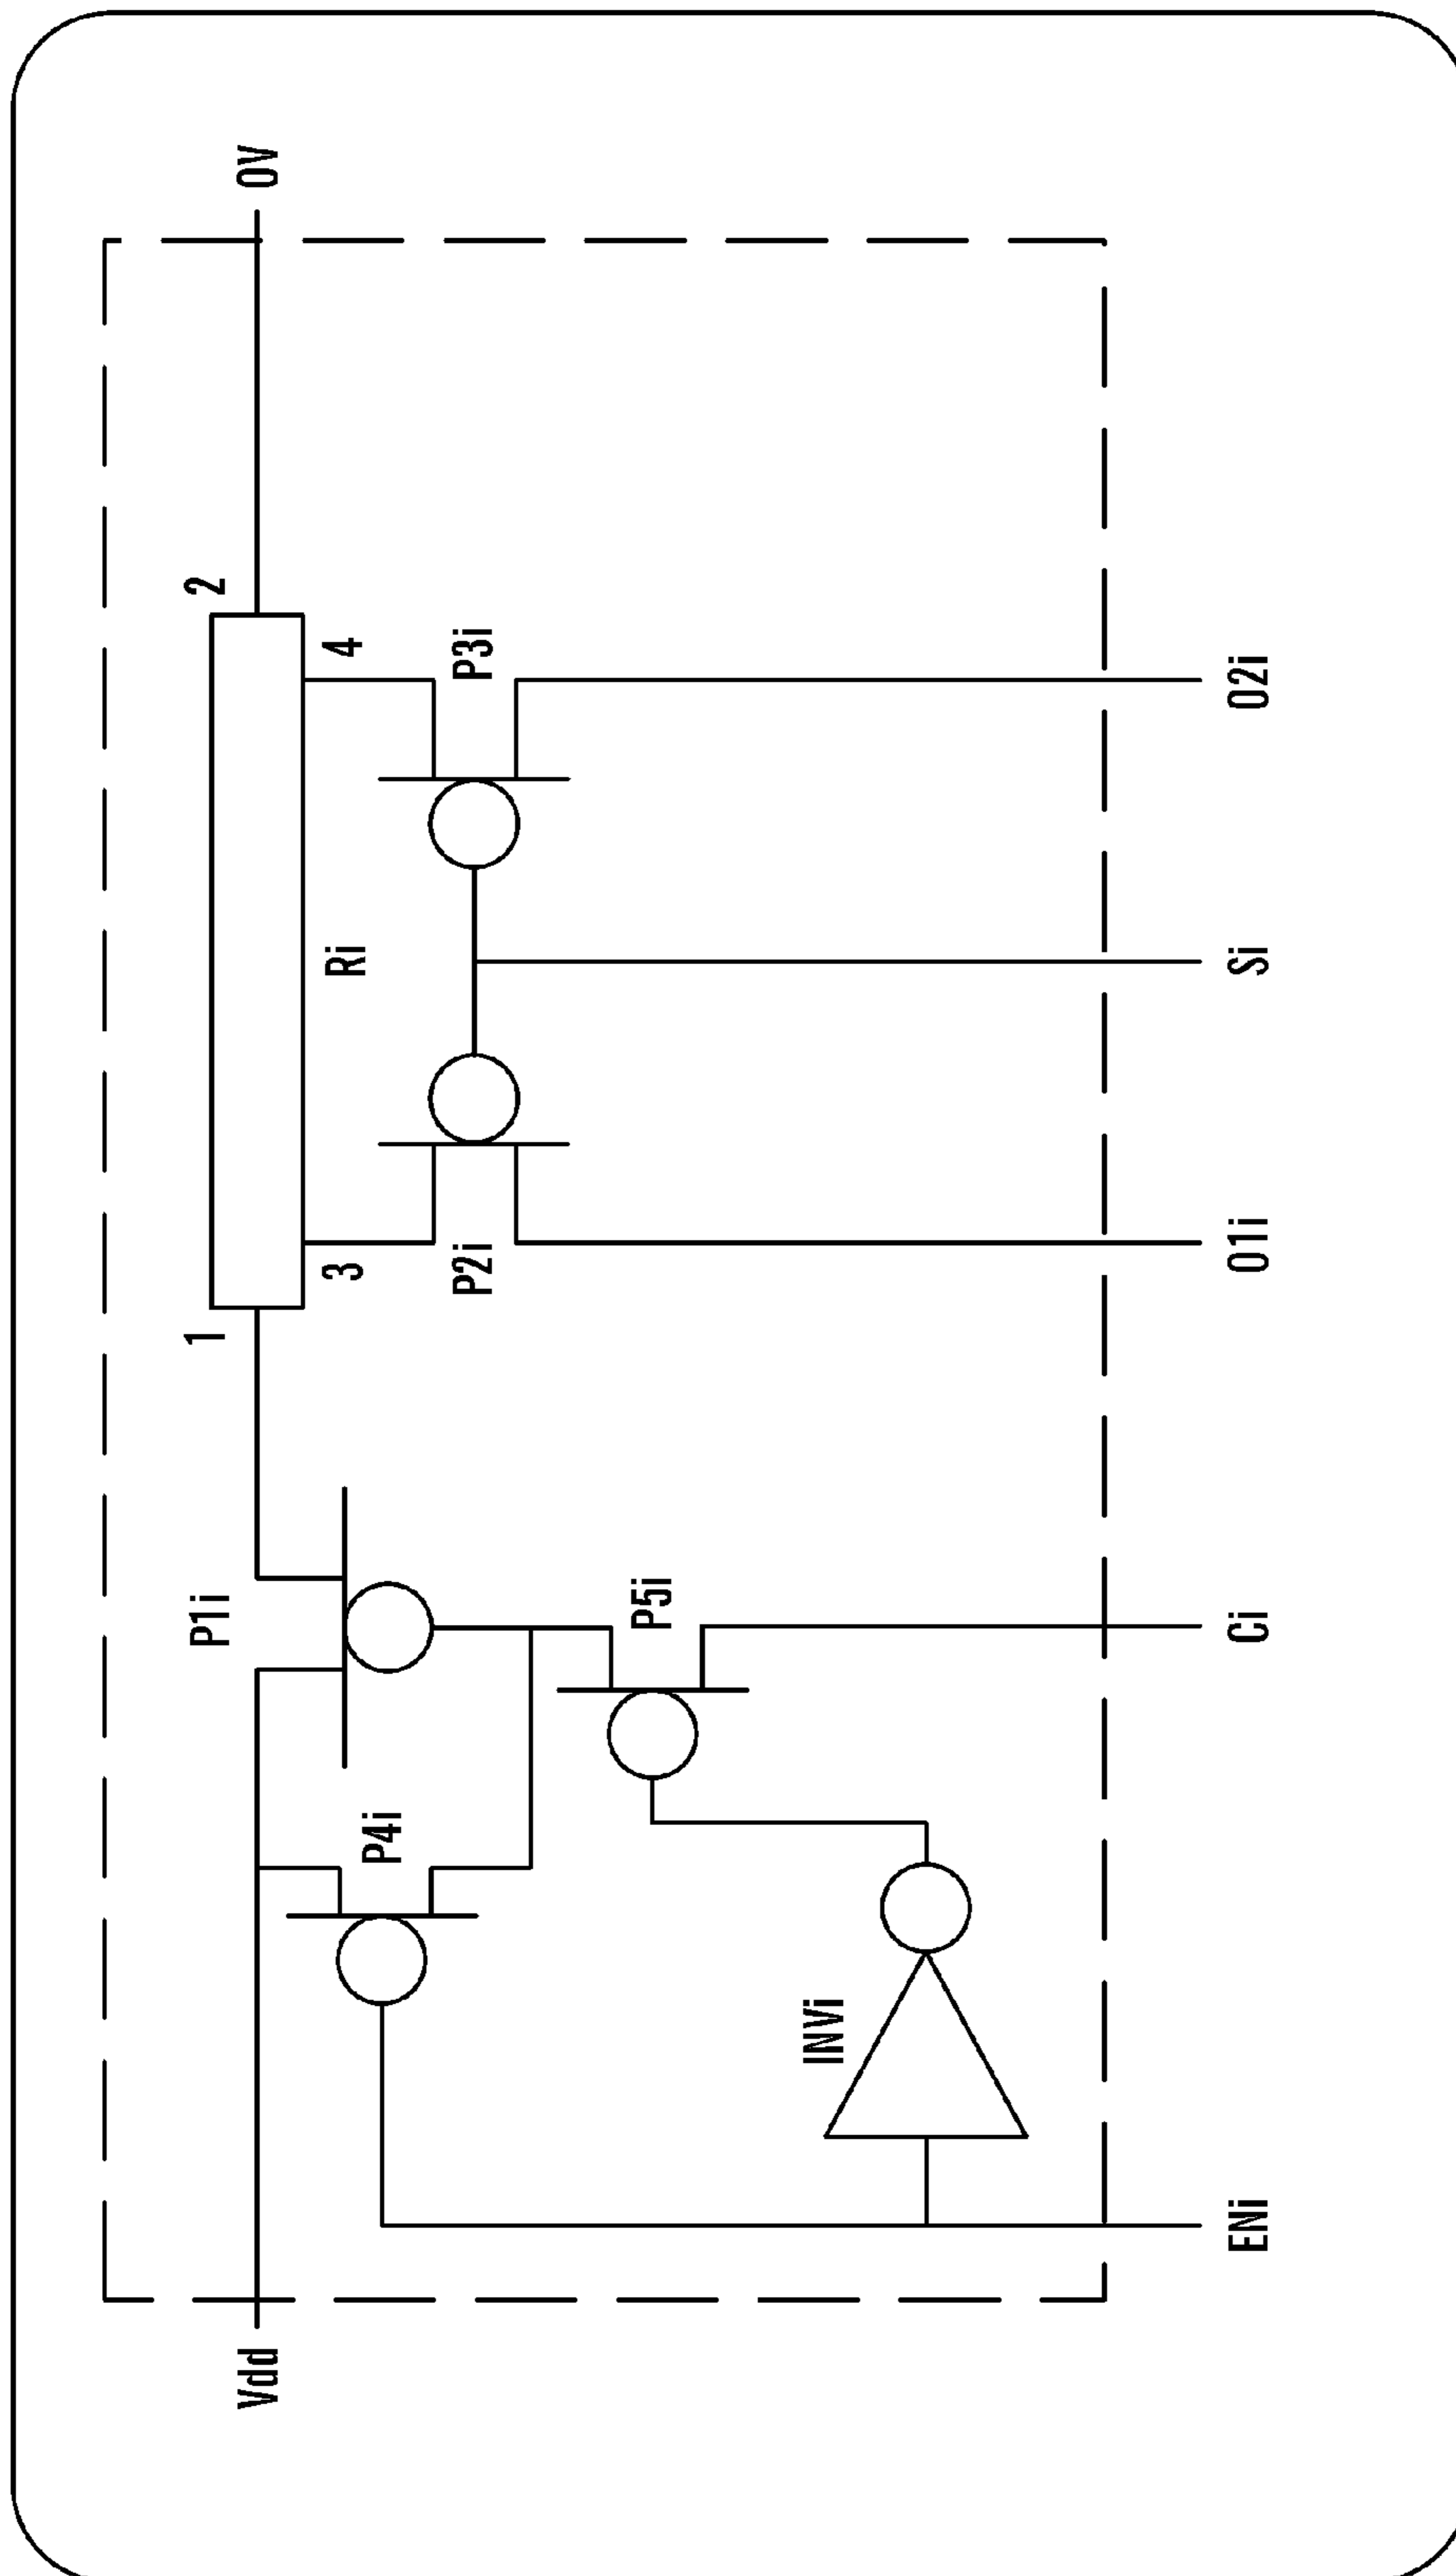 Vdd
P1i
1
2
0V
P4i
3
Ri
4
P2i
P3i
P5i
INVi
ENi
Ci
O1i
Si
O2i